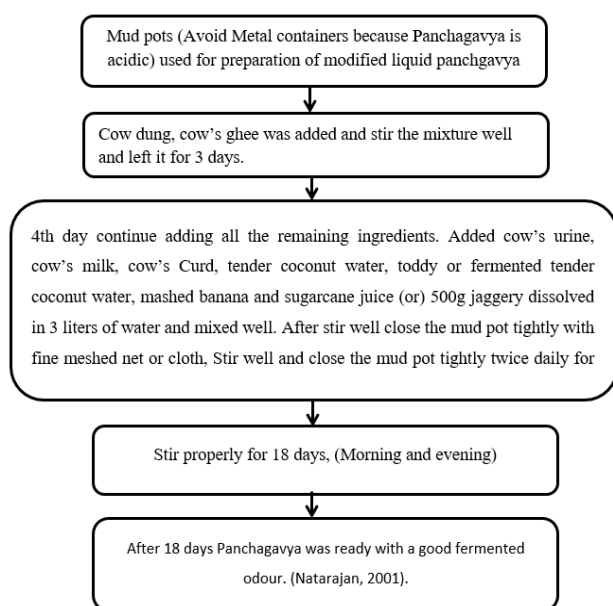 Mud pots (Avoid Metal containers because Panchagavya is
acidic) used for preparation of modified liquid panchgavya
Cow dung, cow's ghee was added and stir the mixture well
and left it for 3 days.
4th day continue adding all the remaining ingredients. Added cow's urine,
cow's milk, cow's Curd, tender coconut water, toddy or fermented tender
coconut water, mashed banana and sugarcane juice (or) 500g jaggery dissolved
in 3 liters of water and mixed well. After stir well close the mud pot tightly with
fine meshed net or cloth, Stir well and close the mud pot tightly twice daily for
Stir properly for 18 days, (Morning and evening)
After 18 days Panchagavya was ready with a good fermented
odour. (Natarajan, 2001).